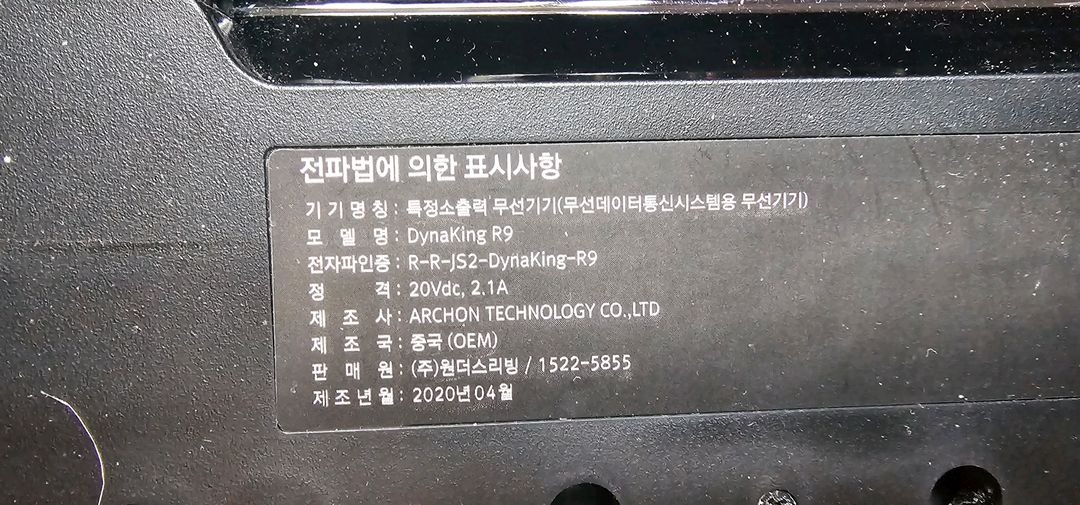 전파법에 의한 표시사항
기 기 명 칭 : 특정소출력 무선기기(무선데이터통신시스템용 무선기기)
모 델 명 : DynaKing R9
전자파인증 : R-R-JS2-DynaKing-R9
정 격 : 20Vdc, 2.1A
제 조 사 : ARCHON TECHNOLOGY CO.,LTD
제 조 국 : 중국 (OEM)
판 매 원 : (주)원더스리빙 / 1522-5855
제 조 년 월 : 2020년 04월